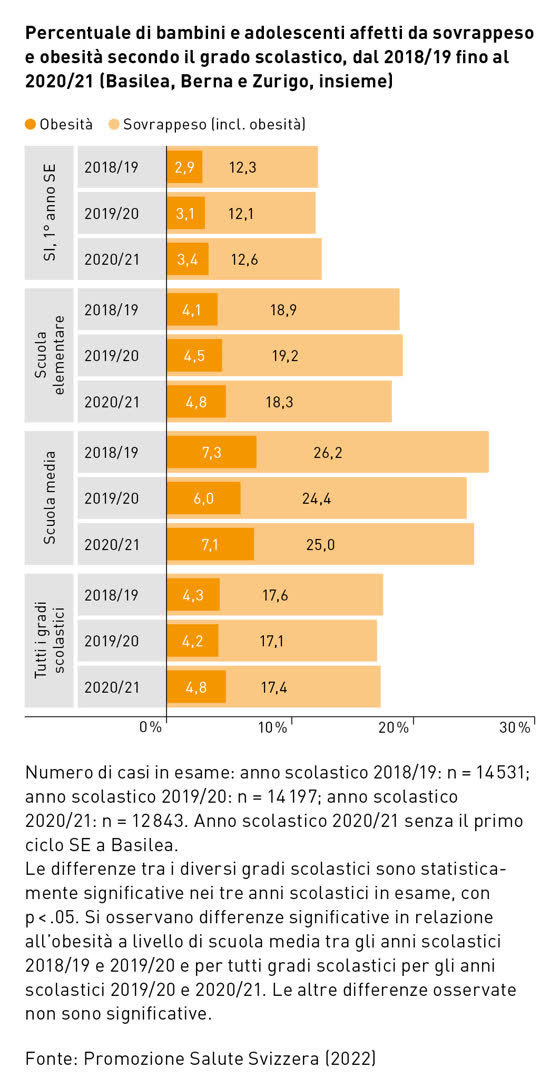 Percentuale di bambini e adolescenti affetti da sovrappeso
e obesità secondo il grado scolastico, dal 2018/19 fino al
2020/21 (Basilea, Berna e Zurigo, insieme)
Obesità Sovrappeso (incl. obesità)
SI, 1° anno SE
2018/19 2,9 12,3
2019/20 3,1 12,1
2020/21 3,4 12,6
Scuola
elementare
2018/19 4,1 18,9
2019/20 4,5 19,2
2020/21 4,8 18,3
Scuola media
2018/19 7,3 26,2
2019/20 6,0 24,4
2020/21 7,1 25,0
Tutti i gradi
scolastici
2018/19 4,3 17,6
2019/20 4,2 17,1
2020/21 4,8 17,4
0 % 10 % 20 % 30 %
Numero di casi in esame: anno scolastico 2018/19: n = 14 531;
anno scolastico 2019/20: n = 14 197; anno scolastico
2020/21: n = 12 843. Anno scolastico 2020/21 senza il primo
ciclo SE a Basilea.
Le differenze tra i diversi gradi scolastici sono statistica-
mente significative nei tre anni scolastici in esame, con
p < .05. Si osservano differenze significative in relazione
all'obesità a livello di scuola media tra gli anni scolastici
2018/19 e 2019/20 e per tutti gradi scolastici per gli anni
scolastici 2019/20 e 2020/21. Le altre differenze osservate
non sono significative.
Fonte: Promozione Salute Svizzera (2022)